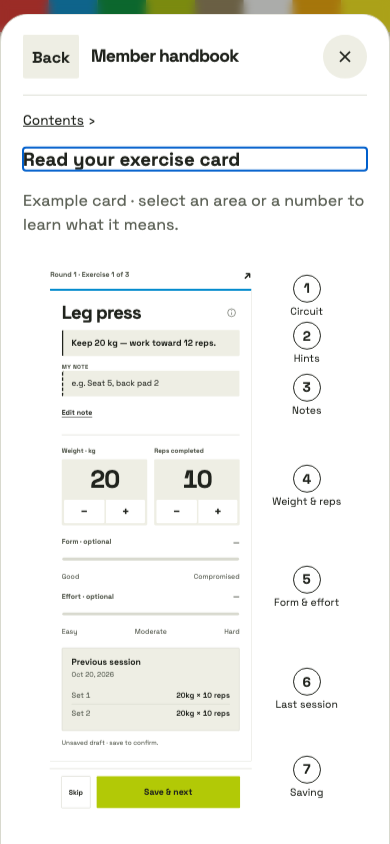 Back
Member handbook
Contents >
Read your exercise card
Example card · select an area or a number to
learn what it means.
Round 1 · Exercise 1 of 3
Leg press
Keep 20 kg — work toward 12 reps.
MY NOTE
e.g. Seat 5, back pad 2
Edit note
Weight · kg
Reps completed
20
10
− +
− +
Form · optional —
Good Compromised
Effort · optional —
Easy Moderate Hard
Previous session
Oct 20, 2026
Set 1 20kg × 10 reps
Set 2 20kg × 10 reps
Unsaved draft · save to confirm.
Skip
Save & next
1
Circuit
2
Hints
3
Notes
4
Weight & reps
5
Form & effort
6
Last session
7
Saving